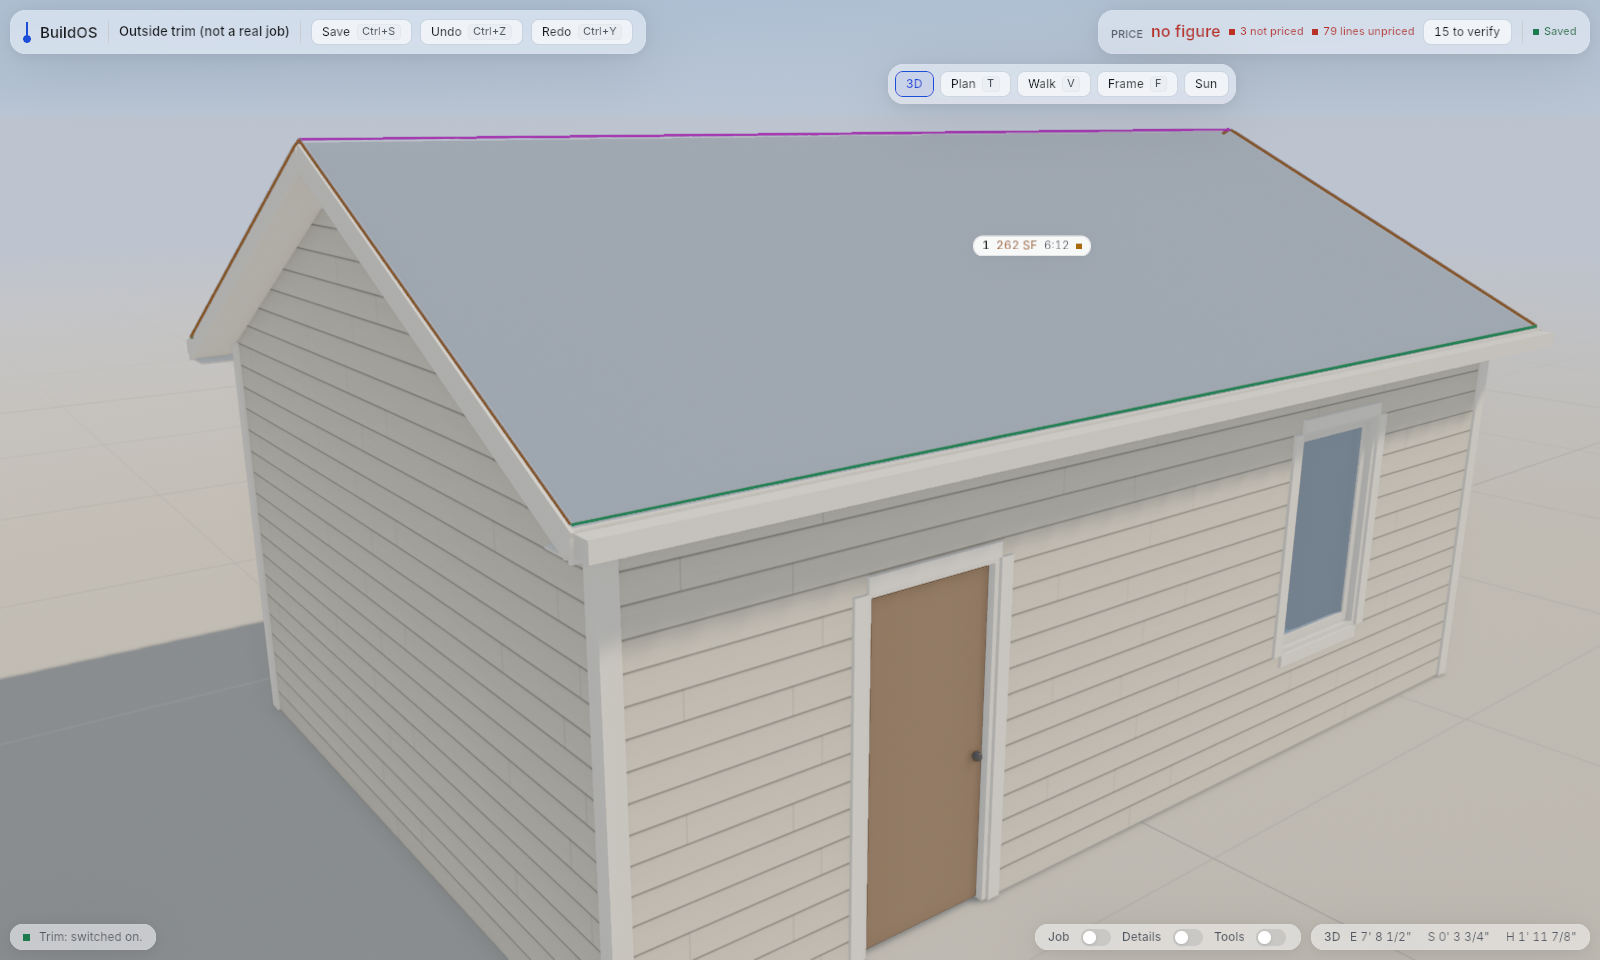 BuildOS Outside trim (not a real job) Save Ctrl+S Undo Ctrl+Z Redo Ctrl+Y
PRICE no figure 3 not priced 79 lines unpriced 15 to verify Saved
3D Plan T Walk V Frame F Sun
1 262 SF 6:12
Trim: switched on.
Job Details Tools
3D E 7' 8 1/2" S 0' 3 3/4" H 1' 11 7/8"